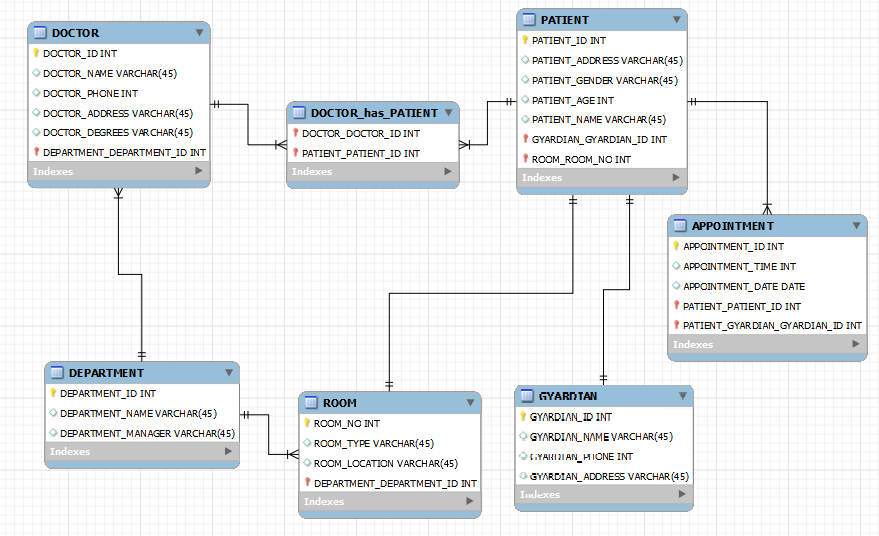 DOCTOR
DOCTOR_ID INT
DOCTOR_NAME VARCHAR(45)
DOCTOR_PHONE INT
DOCTOR_ADDRESS VARCHAR(45)
DOCTOR_DEGREES VARCHAR(45)
DEPARTMENT_DEPARTMENT_ID INT
Indexes
DOCTOR_has_PATIENT
DOCTOR_DOCTOR_ID INT
PATIENT_PATIENT_ID INT
Indexes
PATIENT
PATIENT_ID INT
PATIENT_ADDRESS VARCHAR(45)
PATIENT_GENDER VARCHAR(45)
PATIENT_AGE INT
PATIENT_NAME VARCHAR(45)
GYARDIAN_GYARDIAN_ID INT
ROOM_ROOM_NO INT
Indexes
APPOINTMENT
APPOINTMENT_ID INT
APPOINTMENT_TIME INT
APPOINTMENT_DATE DATE
PATIENT_PATIENT_ID INT
PATIENT_GYARDIAN_GYARDIAN_ID INT
Indexes
DEPARTMENT
DEPARTMENT_ID INT
DEPARTMENT_NAME VARCHAR(45)
DEPARTMENT_MANAGER VARCHAR(45)
Indexes
ROOM
ROOM_NO INT
ROOM_TYPE VARCHAR(45)
ROOM_LOCATION VARCHAR(45)
DEPARTMENT_DEPARTMENT_ID INT
Indexes
GYARDIAN
GYARDIAN_ID INT
GYARDIAN_NAME VARCHAR(45)
GYARDIAN_PHONE INT
GYARDIAN_ADDRESS VARCHAR(45)
Indexes